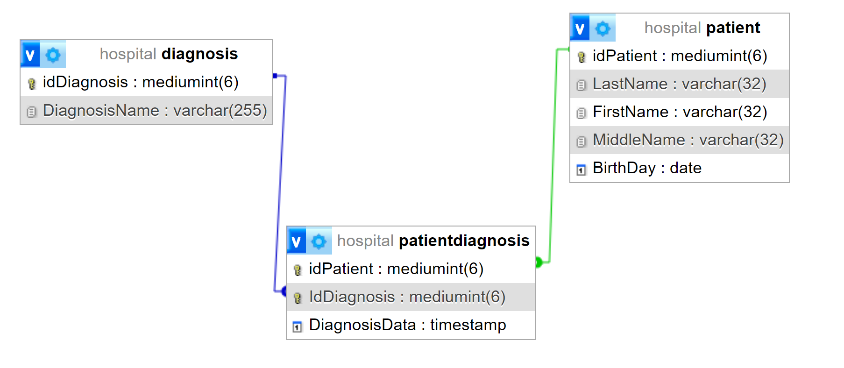 V hospital diagnosis
idDiagnosis : mediumint(6)
DiagnosisName : varchar(255)
V hospital patient
idPatient : mediumint(6)
LastName : varchar(32)
FirstName : varchar(32)
MiddleName : varchar(32)
BirthDay : date
V hospital patientdiagnosis
idPatient : mediumint(6)
IdDiagnosis : mediumint(6)
DiagnosisData : timestamp